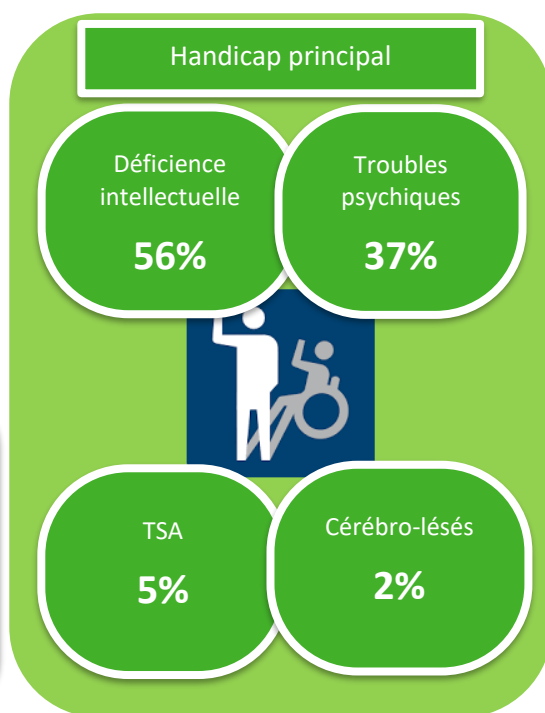 Handicap principal
Déficience
intellectuelle
56%
Troubles
psychiques
37%
TSA
5%
Cérébro-lésés
2%